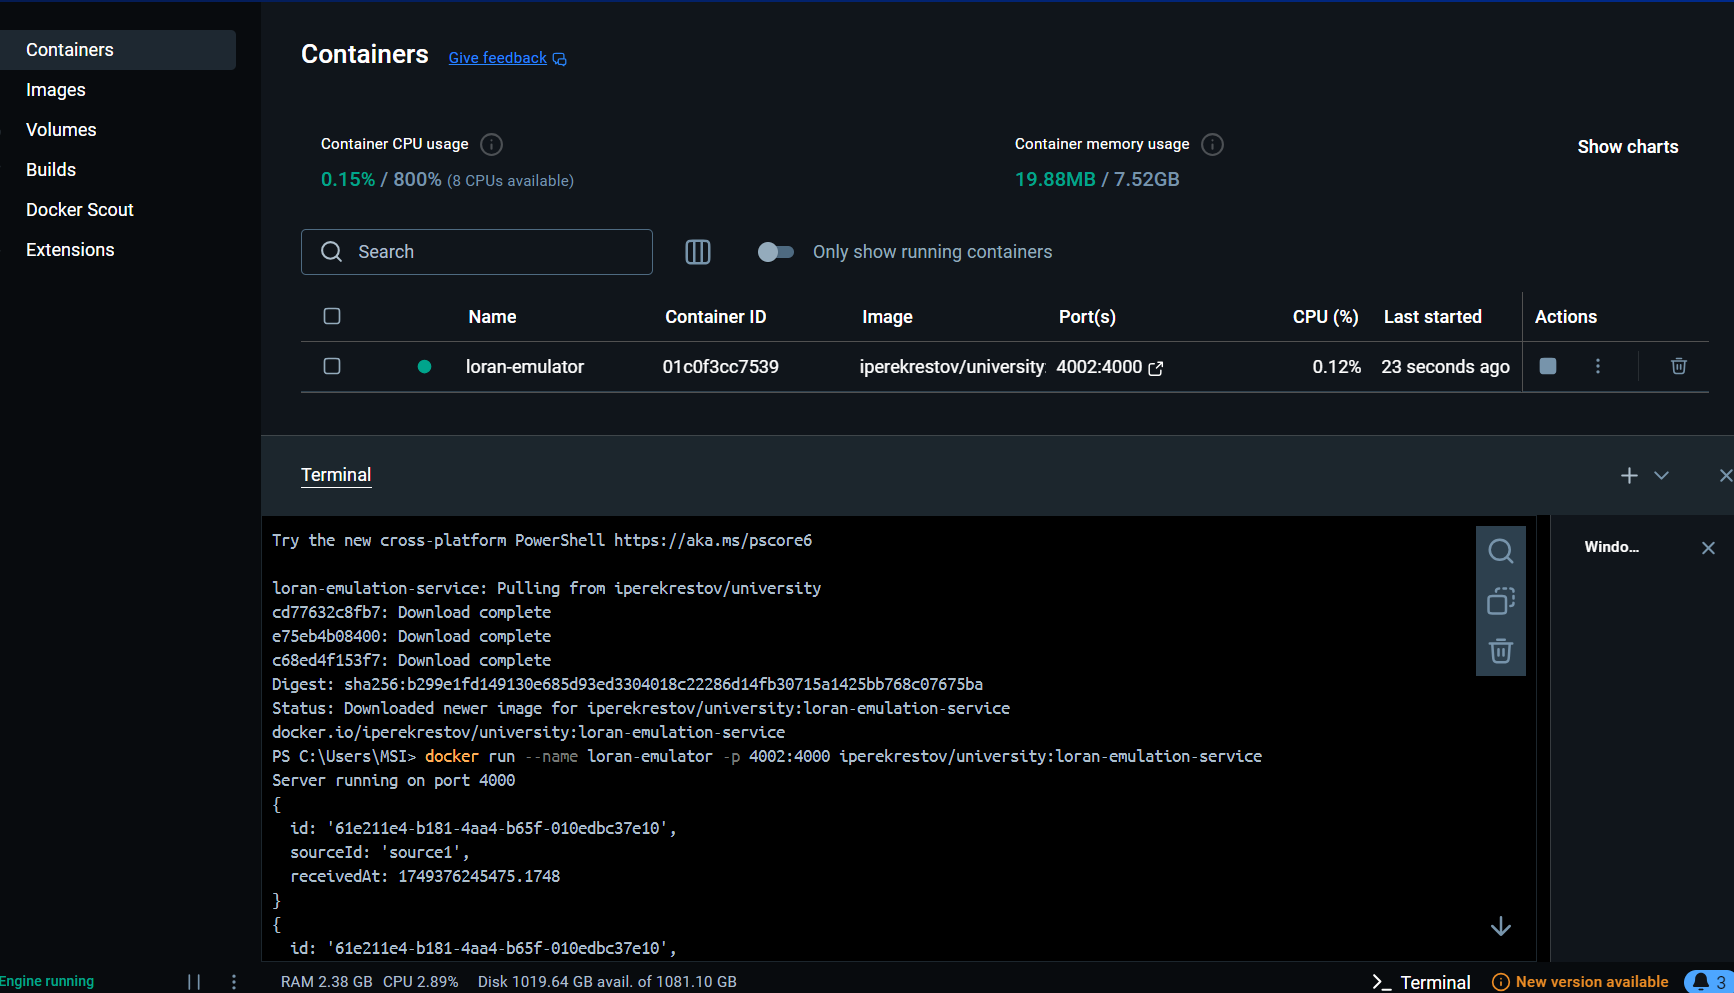 Containers
Images
Volumes
Builds
Docker Scout
Extensions
Containers Give feedback
Container CPU usage
0.15% / 800% (8 CPUs available)
Container memory usage
19.88MB / 7.52GB
Show charts
Search
Only show running containers
Name Container ID Image Port(s) CPU (%) Last started Actions
loran-emulator 01c0f3cc7539 iperekrestov/university: 4002:4000 0.12% 23 seconds ago
Terminal
Try the new cross-platform PowerShell https://aka.ms/pscore6
loran-emulation-service: Pulling from iperekrestov/university
cd77632c8fb7: Download complete
e75eb4b08400: Download complete
c68ed4f153f7: Download complete
Digest: sha256:b299e1fd149130e685d93ed3304018c22286d14fb30715a1425bb768c07675ba
Status: Downloaded newer image for iperekrestov/university:loran-emulation-service
docker.io/iperekrestov/university:loran-emulation-service
PS C:\Users\MSI> docker run --name loran-emulator -p 4002:4000 iperekrestov/university:loran-emulation-service
Server running on port 4000
{
id: '61e211e4-b181-4aa4-b65f-010edbc37e10',
sourceId: 'source1',
receivedAt: 1749376245475.1748
}
{
id: '61e211e4-b181-4aa4-b65f-010edbc37e10',
Windo...
Engine running
RAM 2.38 GB CPU 2.89% Disk 1019.64 GB avail. of 1081.10 GB
Terminal
New version available
3